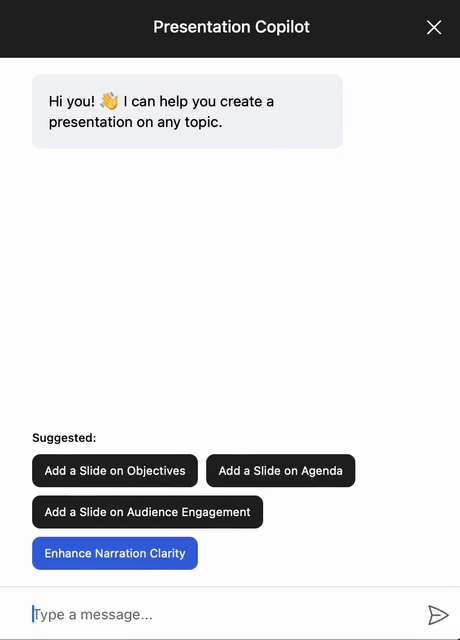 Presentation Copilot
Hi you! 👋 I can help you create a
presentation on any topic.
Suggested:
Add a Slide on Objectives
Add a Slide on Agenda
Add a Slide on Audience Engagement
Enhance Narration Clarity
Type a message...